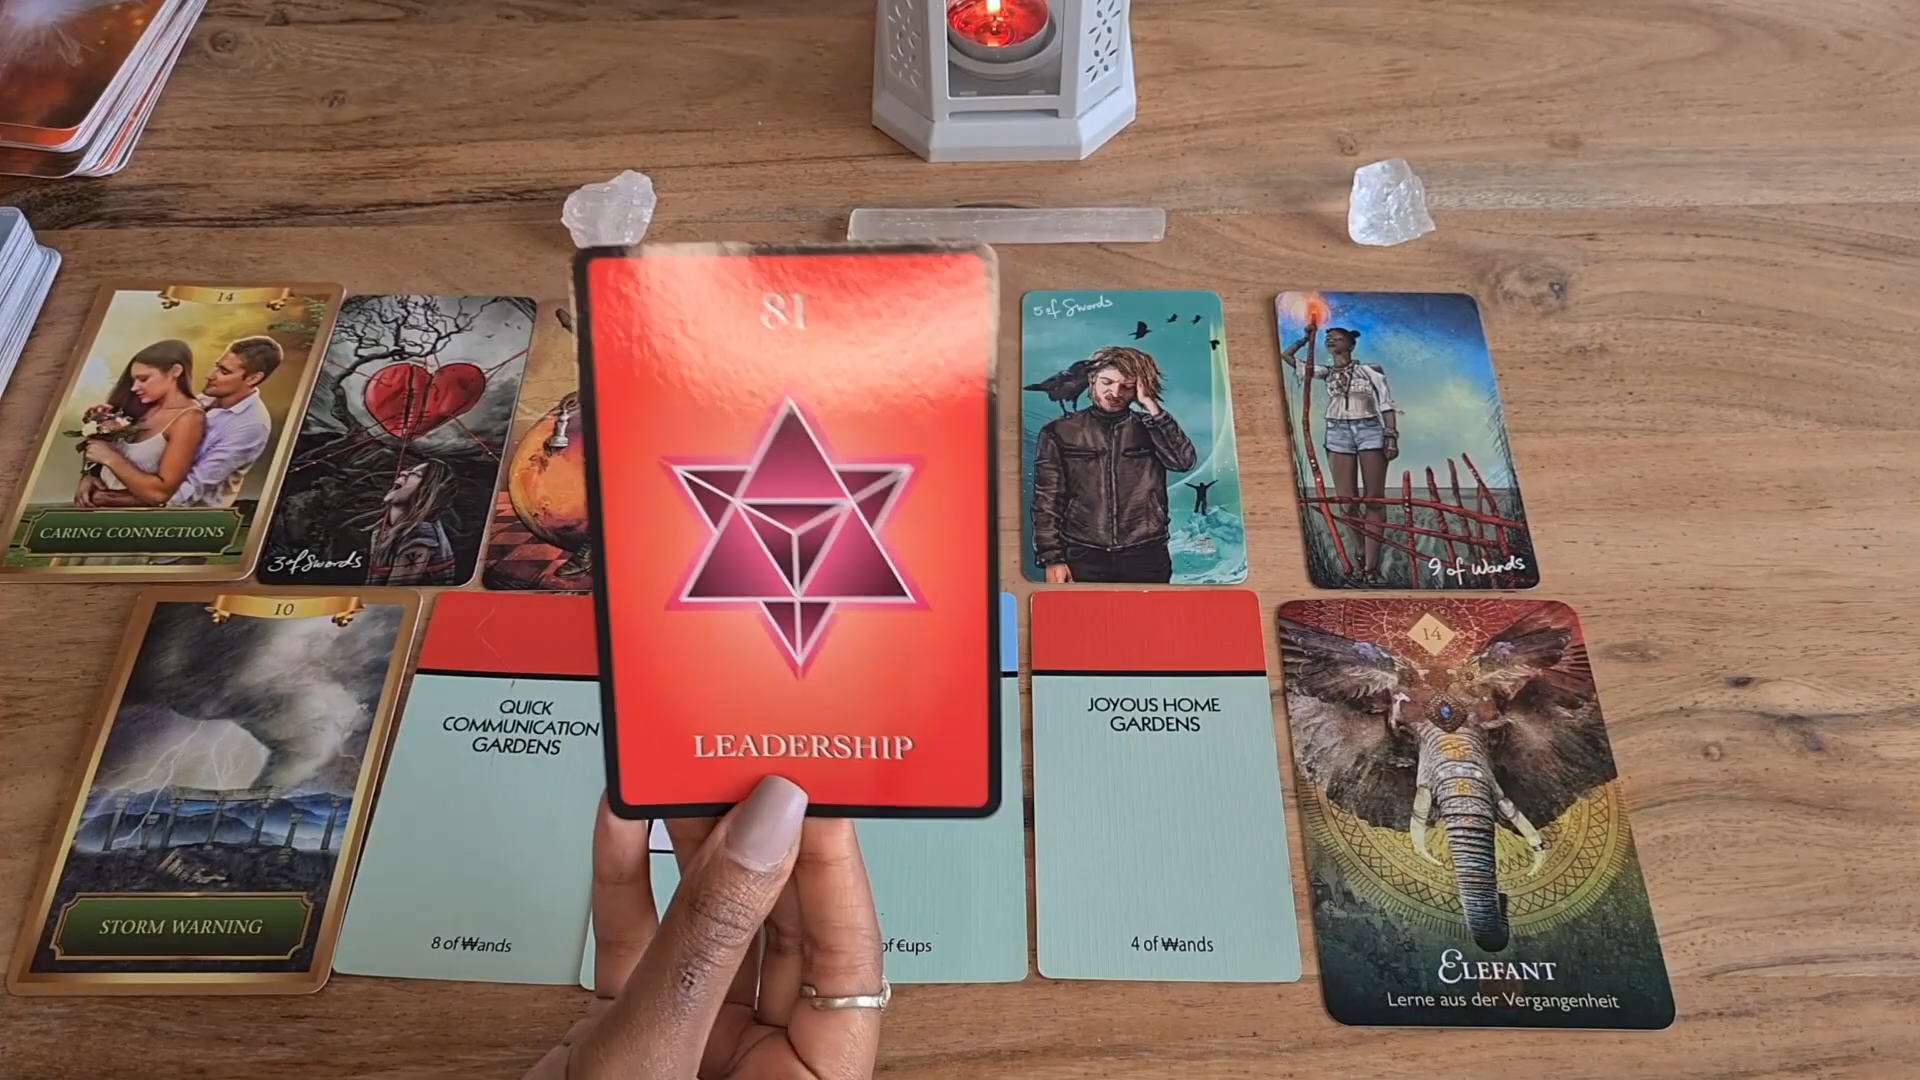 14
CARING CONNECTIONS
3 of Swords
81
LEADERSHIP
5 of Swords
9 of Wands
10
STORM WARNING
QUICK
COMMUNICATION
GARDENS
8 of ₩ands
of €ups
JOYOUS HOME
GARDENS
4 of ₩ands
14
ELEFANT
Lerne aus der Vergangenheit